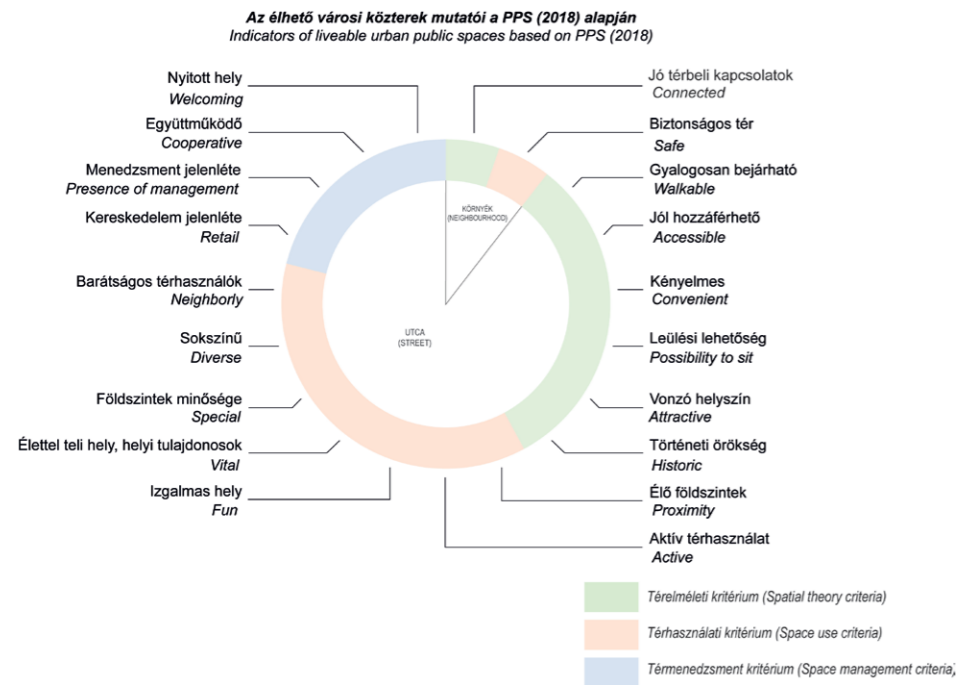 Az élhető városi közterek mutatói a PPS (2018) alapján
Indicators of liveable urban public spaces based on PPS (2018)
Nyitott hely
Welcoming
Együttműködő
Cooperative
Menedzsment jelenléte
Presence of management
Kereskedelem jelenléte
Retail
Barátságos térhasználók
Neighborly
Sokszínű
Diverse
Földszintek minősége
Special
Élettel teli hely, helyi tulajdonosok
Vital
Izgalmas hely
Fun
Jó térbeli kapcsolatok
Connected
Biztonságos tér
Safe
Gyalogosan bejárható
Walkable
Jól hozzáférhető
Accessible
Kényelmes
Convenient
Leülési lehetőség
Possibility to sit
Vonzó helyszín
Attractive
Történeti örökség
Historic
Élő földszintek
Proximity
Aktív térhasználat
Active
KÖRNYÉK
(NEIGHBOURHOOD)
UTCA
(STREET)
Térelméleti kritérium (Spatial theory criteria)
Térhasználati kritérium (Space use criteria)
Térmenedzsment kritérium (Space management criteria)